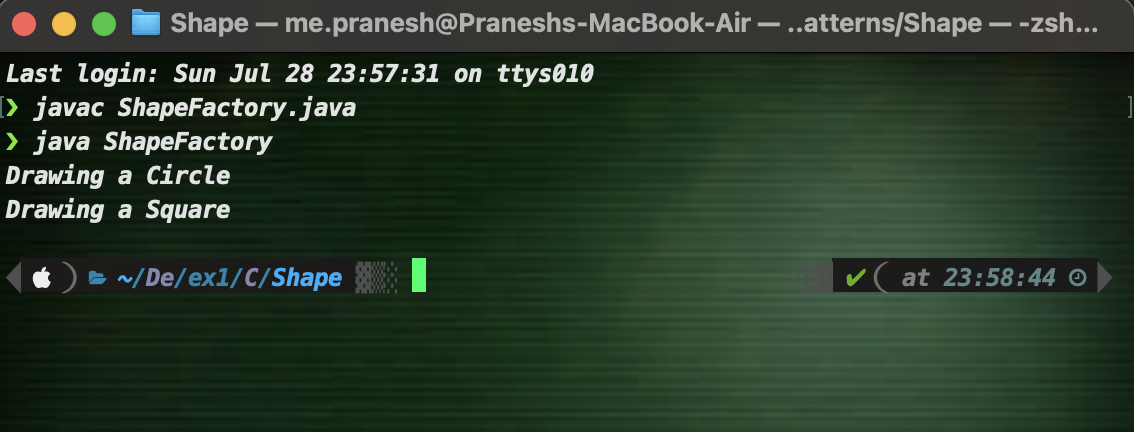 Shape — me.pranesh@Praneshs-MacBook-Air — ..atterns/Shape — -zsh...
Last login: Sun Jul 28 23:57:31 on ttys010
[❯ javac ShapeFactory.java ]
❯ java ShapeFactory
Drawing a Circle
Drawing a Square
~/De/ex1/C/Shape ✔ at 23:58:44